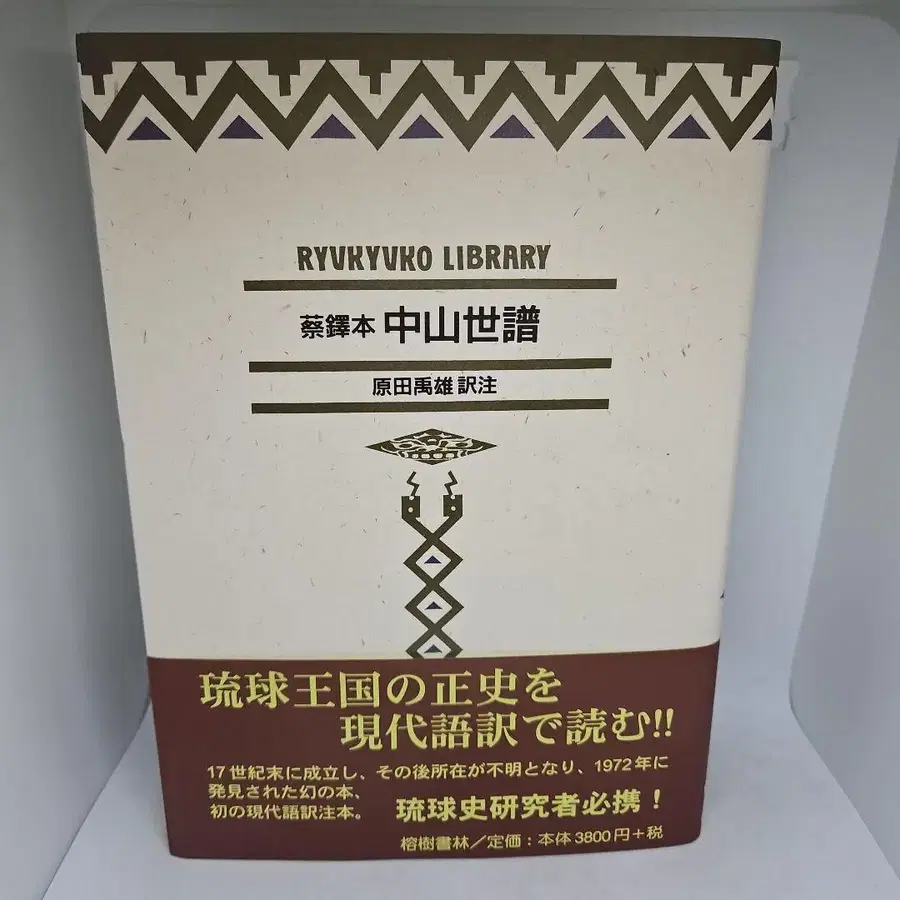 RYUKYUKO LIBRARY
蔡鐸本 中山世譜
原田禹雄 訳注
琉球王国の正史を
現代語訳で読む!!
17世紀末に成立し、その後所在が不明となり、1972年に
発見された幻の本、
初の現代語訳注本。 琉球史研究者必携!
榕樹書林／定価：本体3800円+税